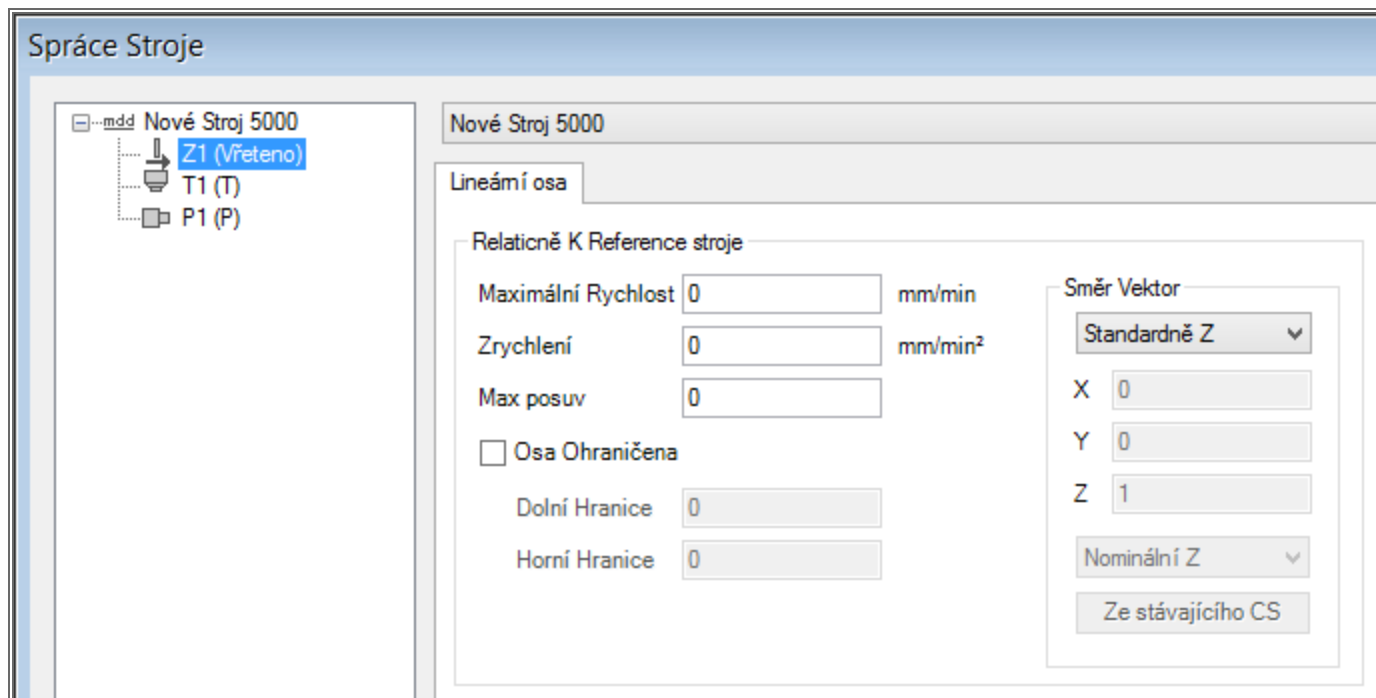 Spráce Stroje
mdd Nové Stroj 5000
Z1 (Vřeteno)
T1 (T)
P1 (P)
Nové Stroj 5000
Lineární osa
Relaticně K Reference stroje
Maximální Rychlost 0 mm/min
Zrychlení 0 mm/min²
Max posuv 0
Osa Ohraničena
Dolní Hranice 0
Horní Hranice 0
Směr Vektor
Standardně Z
X 0
Y 0
Z 1
Nominální Z
Ze stávajícího CS